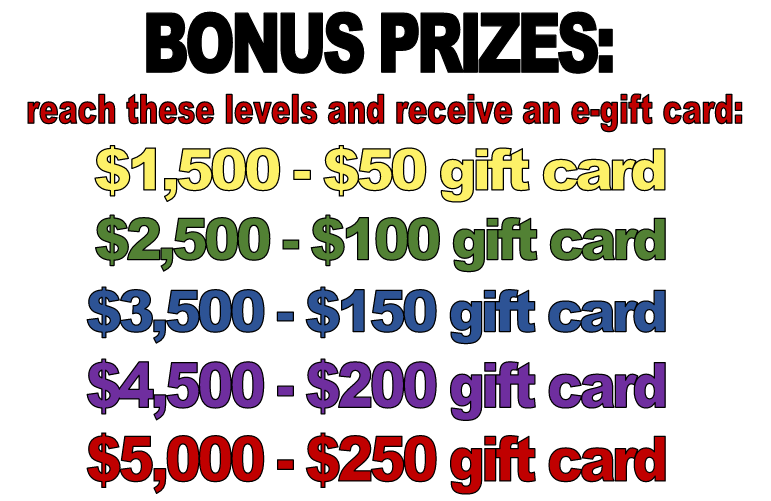 BONUS PRIZES:
reach these levels and receive an e-gift card:
$1,500 - $50 gift card
$2,500 - $100 gift card
$3,500 - $150 gift card
$4,500 - $200 gift card
$5,000 - $250 gift card